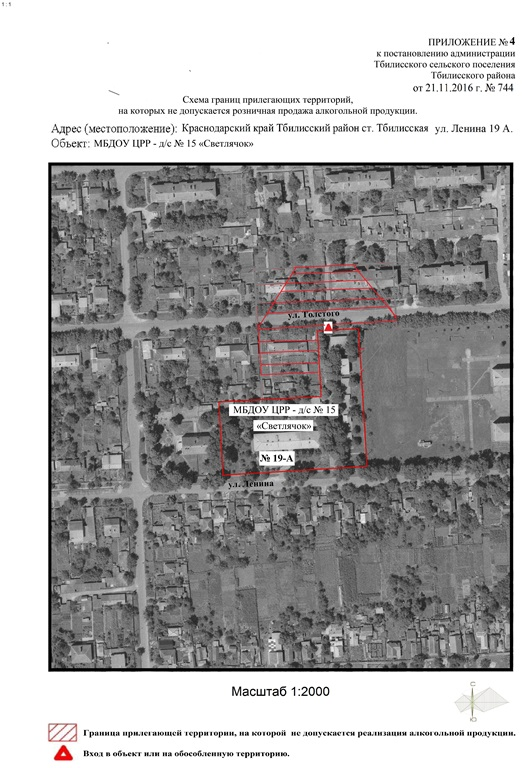 1:1
ПРИЛОЖЕНИЕ № 4
к постановлению администрации
Тбилисского сельского поселения
Тбилисского района
от 21.11.2016 г. № 744
Схема границ прилегающих территорий,
на которых не допускается розничная продажа алкогольной продукции.
Адрес (местоположение): Краснодарский край Тбилисский район ст. Тбилисская ул. Ленина 19 А.
Объект: МБДОУ ЦРР - д/с № 15 «Светлячок»
ул. Толстого
МБДОУ ЦРР - д/с № 15
«Светлячок»
№ 19-А
ул. Ленина
Масштаб 1:2000
С
Граница прилегающей территории, на которой не допускается реализация алкогольной продукции.
Вход в объект или на обособленную территорию.